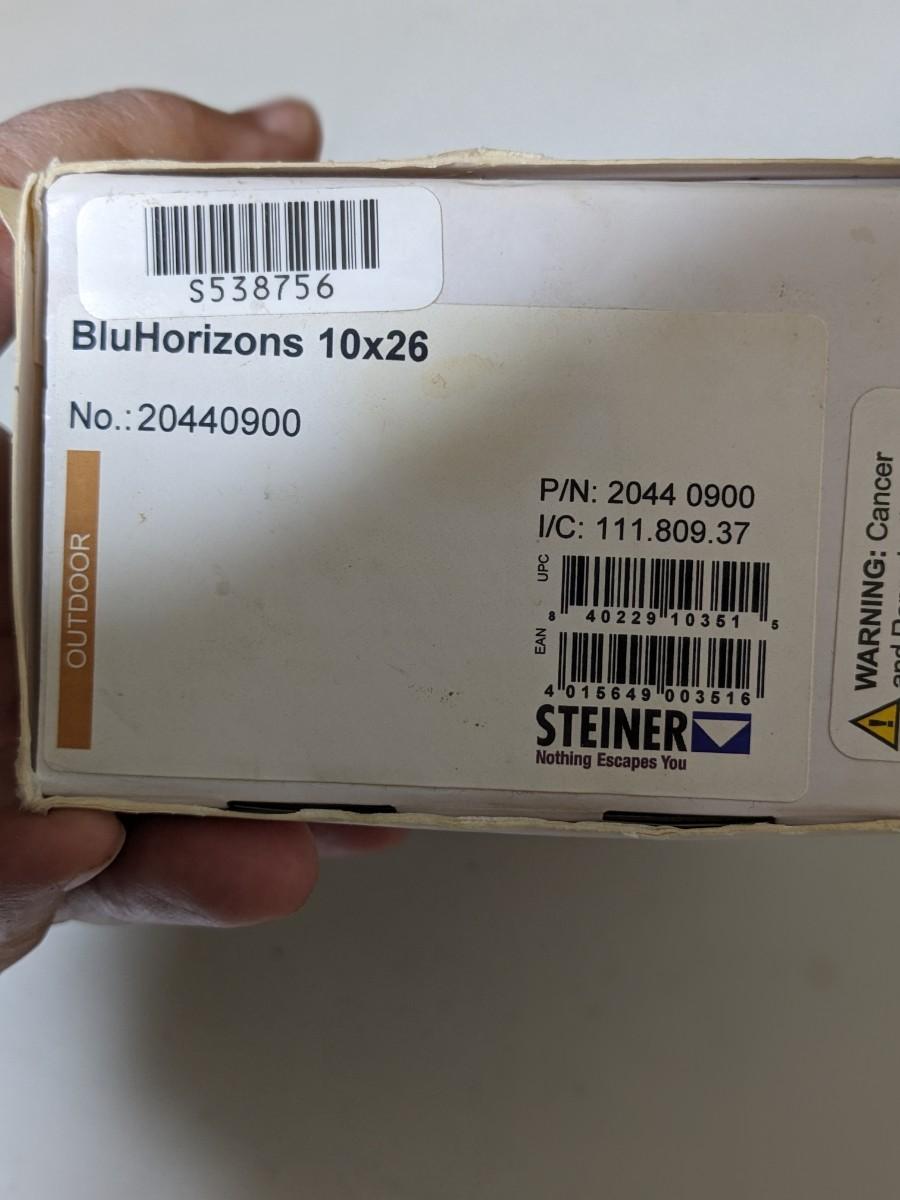 S538756
BluHorizons 10x26
No.: 20440900
OUTDOOR
P/N: 2044 0900
I/C: 111.809.37
UPC
8 40229 10351 5
EAN
4 015649 003516
STEINER
Nothing Escapes You
WARNING: Cancer
and